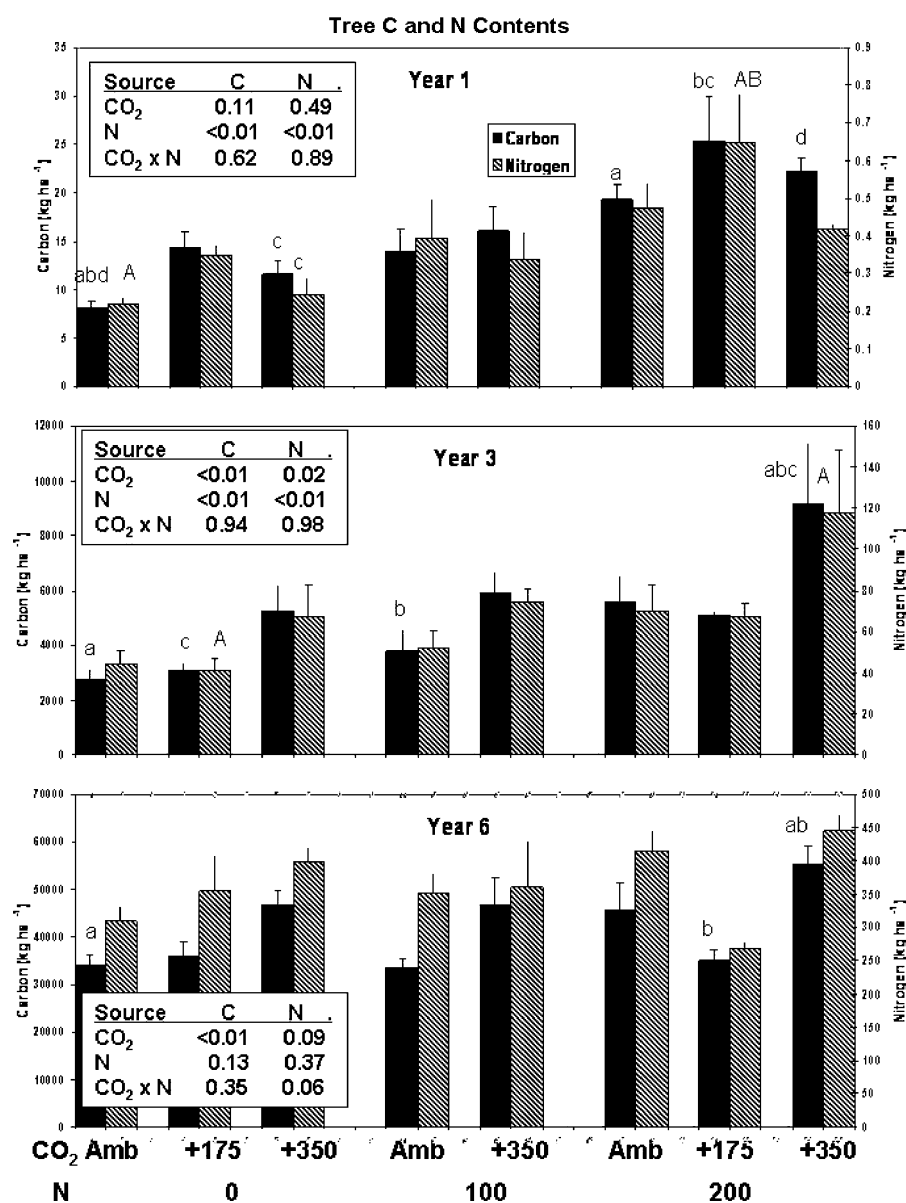 Tree C and N Contents
Year 1
Source C N .
CO₂ 0.11 0.49
N <0.01 <0.01
CO₂ x N 0.62 0.89
Carbon
Nitrogen
35
30
25
20
15
10
5
0
Carbon [kg ha⁻¹]
0.9
0.8
0.7
0.6
0.5
0.4
0.3
0.2
0.1
0
Nitrogen [kg ha⁻¹]
abd A c c a bc AB d
Year 3
Source C N .
CO₂ <0.01 0.02
N <0.01 <0.01
CO₂ x N 0.94 0.98
12000
10000
8000
6000
4000
2000
0
Carbon [kg ha⁻¹]
160
140
120
100
80
60
40
20
0
Nitrogen [kg ha⁻¹]
a c A b abc A
Year 6
70000
60000
50000
40000
30000
20000
10000
0
Carbon [kg ha⁻¹]
500
450
400
350
300
250
200
150
100
50
0
Nitrogen [kg ha⁻¹]
a b ab
Source C N .
CO₂ <0.01 0.09
N 0.13 0.37
CO₂ x N 0.35 0.06
CO₂ Amb +175 +350 Amb +350 Amb +175 +350
N 0 100 200